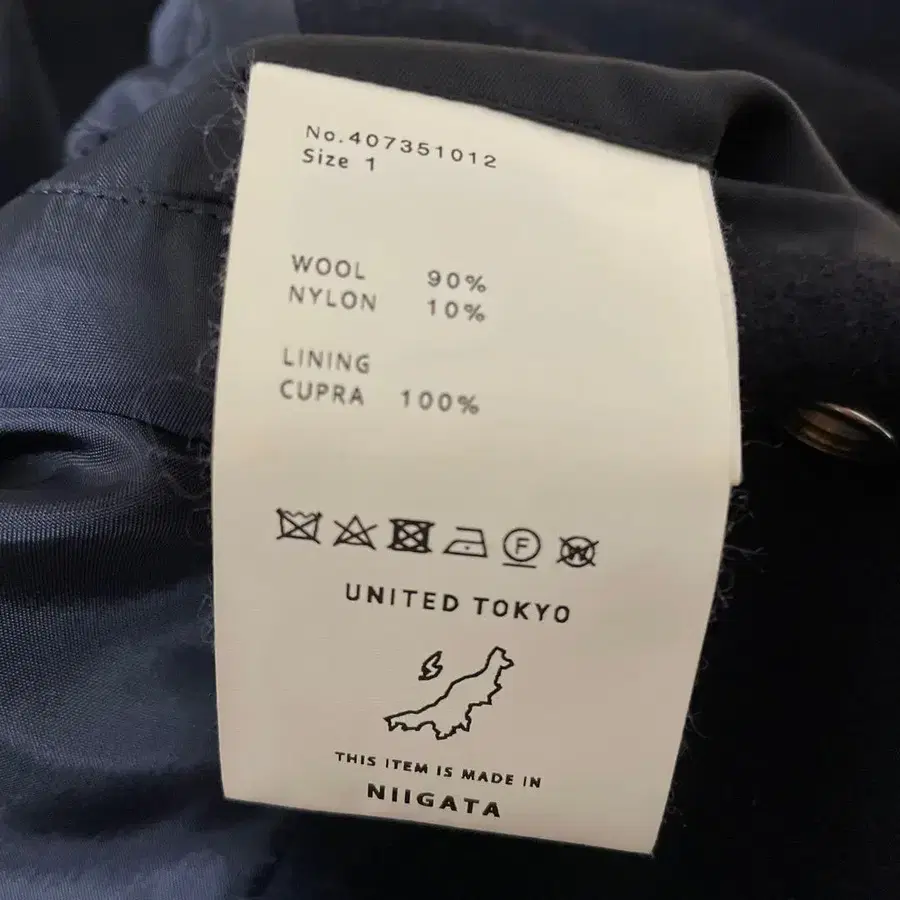 No.407351012
Size 1
WOOL 90%
NYLON 10%
LINING
CUPRA 100%
F W
UNITED TOKYO
THIS ITEM IS MADE IN
NIIGATA